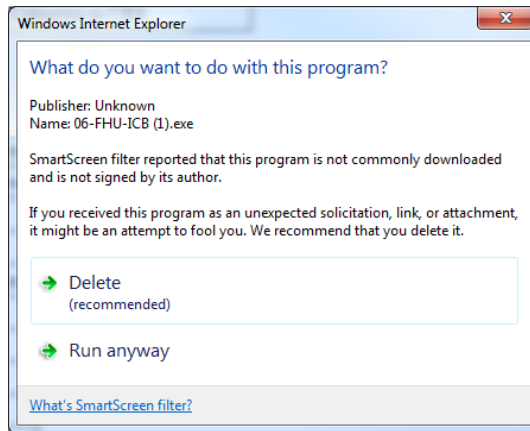 Windows Internet Explorer
What do you want to do with this program?
Publisher: Unknown
Name: 06-FHU-ICB (1).exe
SmartScreen filter reported that this program is not commonly downloaded
and is not signed by its author.
If you received this program as an unexpected solicitation, link, or attachment,
it might be an attempt to fool you. We recommend that you delete it.
Delete
(recommended)
Run anyway
What's SmartScreen filter?